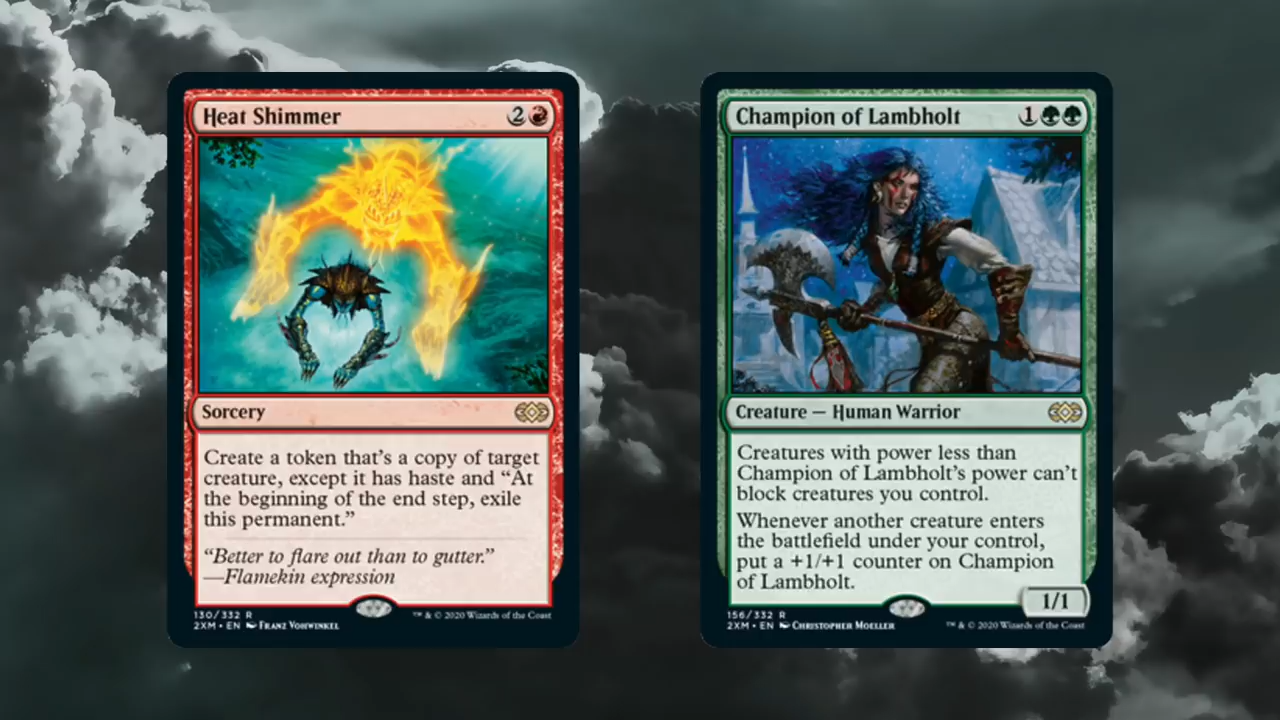 Heat Shimmer
2
Sorcery
Create a token that's a copy of target
creature, except it has haste and "At
the beginning of the end step, exile
this permanent."
"Better to flare out than to gutter."
—Flamekin expression
130/332 R
2XM • EN Franz Vohwinkel
™ & © 2020 Wizards of the Coast
Champion of Lambholt
1
Creature — Human Warrior
Creatures with power less than
Champion of Lambholt's power can't
block creatures you control.
Whenever another creature enters
the battlefield under your control,
put a +1/+1 counter on Champion
of Lambholt.
1/1
156/332 R
2XM • EN Christopher Moeller
™ & © 2020 Wizards of the Coast